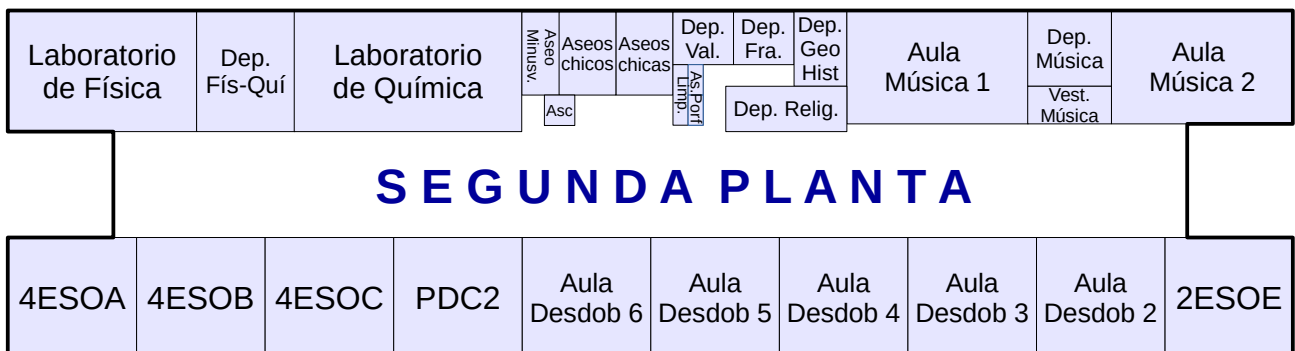 Laboratorio
de Física
Dep.
Fís-Quí
Laboratorio
de Química
Aseo
Minusv.
Aseos
chicos
Aseos
chicas
Asc
Dep.
Val.
As.Porf
Limp.
Dep.
Fra.
Dep.
Geo
Hist
Dep. Relig.
Aula
Música 1
Dep.
Música
Vest.
Música
Aula
Música 2
SEGUNDA PLANTA
4ESOA
4ESOB
4ESOC
PDC2
Aula
Desdob 6
Aula
Desdob 5
Aula
Desdob 4
Aula
Desdob 3
Aula
Desdob 2
2ESOE